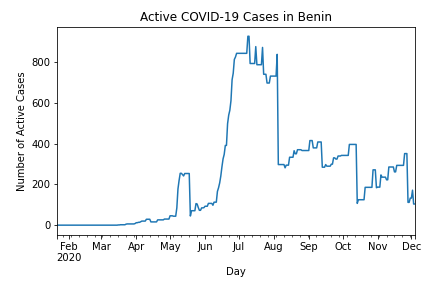 Active COVID-19 Cases in Benin
Number of Active Cases
800
600
400
200
0
Feb Mar Apr May Jun Jul Aug Sep Oct Nov Dec
2020
Day